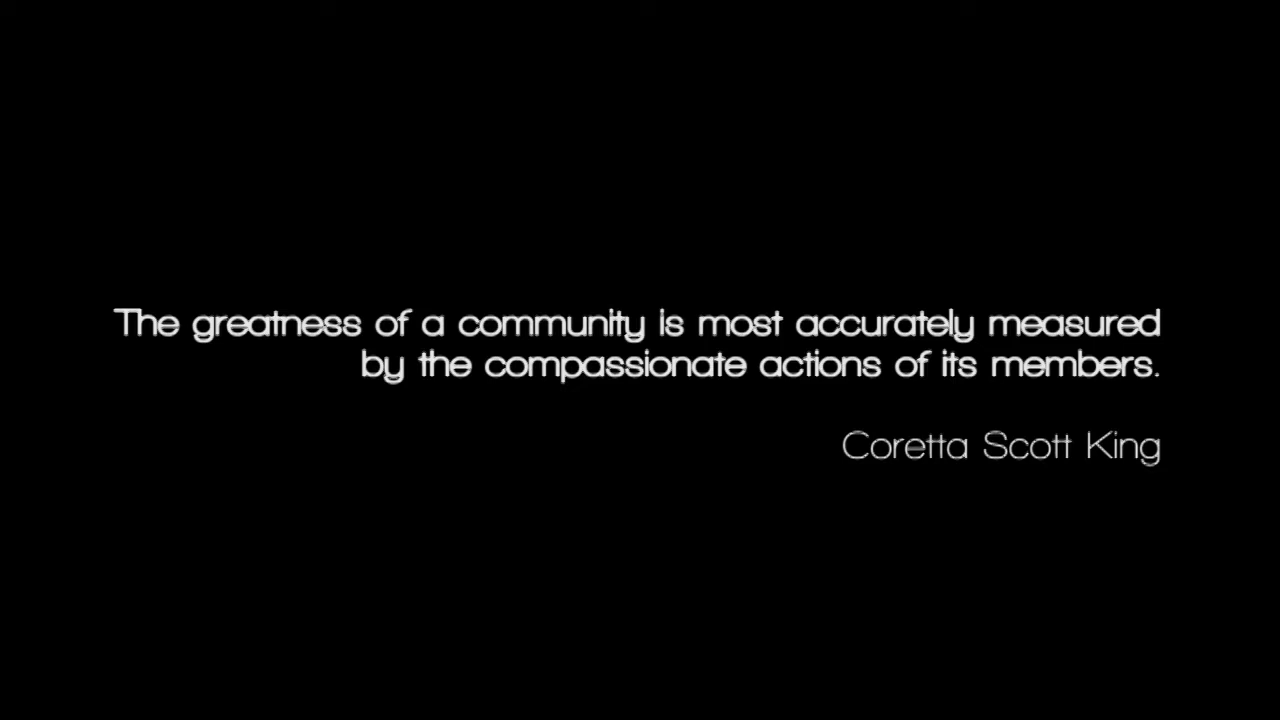 The greatness of a community is most accurately measured
by the compassionate actions of its members.
Coretta Scott King